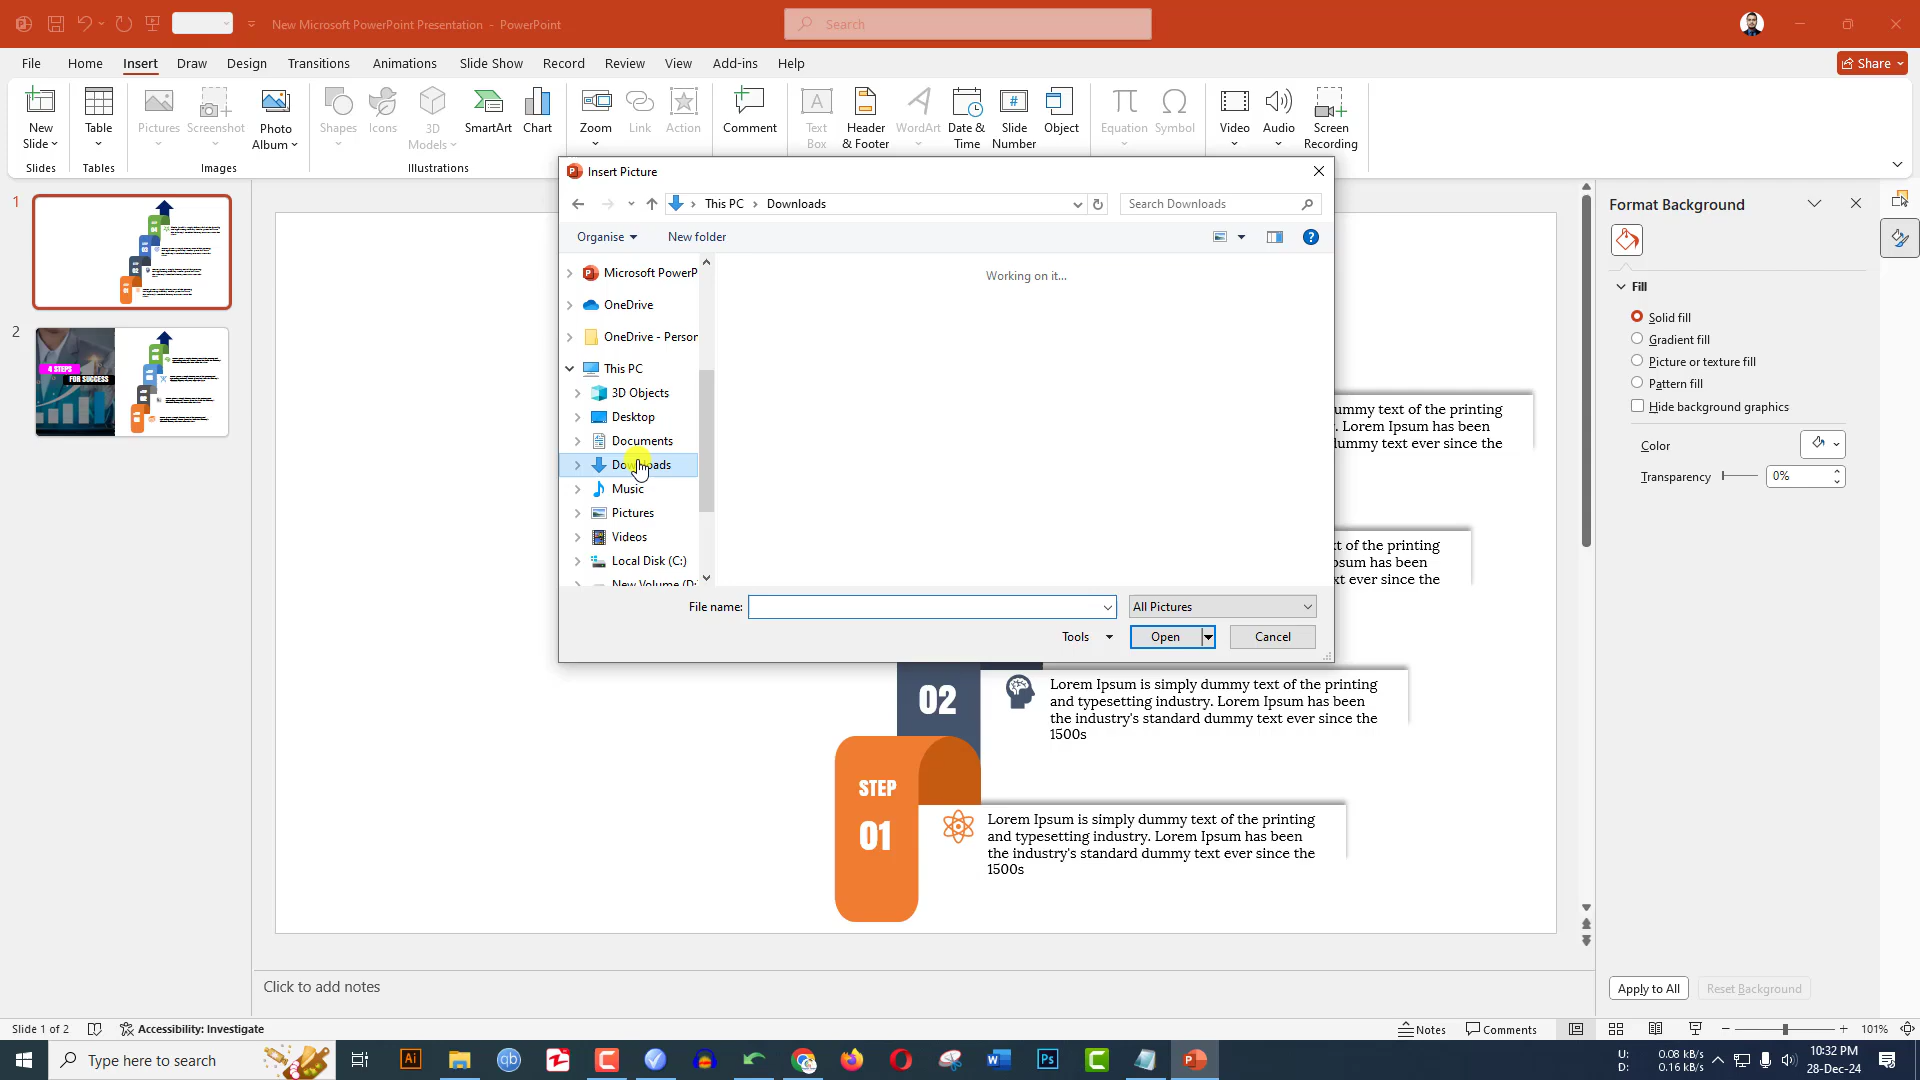 New Microsoft PowerPoint Presentation - PowerPoint
Search
File Home Insert Draw Design Transitions Animations Slide Show Record Review View Add-ins Help
Share
New Slide
Table
Pictures
Screenshot
Photo Album
Shapes
Icons
3D Models
SmartArt
Chart
Zoom
Link
Action
Comment
Text Box
Header & Footer
WordArt
Date & Time
Slide Number
Object
Equation
Symbol
Video
Audio
Screen Recording
Slides
Tables
Images
Illustrations
1
2
4 STEPS
FOR SUCCESS
Insert Picture
This PC > Downloads
Search Downloads
Organise
New folder
Microsoft PowerP
OneDrive
OneDrive - Person
This PC
3D Objects
Desktop
Documents
Downloads
Music
Pictures
Videos
Local Disk (C:)
New Volume (D:
Working on it...
File name:
All Pictures
Tools
Open
Cancel
ummy text of the printing
. Lorem Ipsum has been
dummy text ever since the
xt of the printing
psum has been
xt ever since the
02
Lorem Ipsum is simply dummy text of the printing
and typesetting industry. Lorem Ipsum has been
the industry's standard dummy text ever since the
1500s
STEP
01
Lorem Ipsum is simply dummy text of the printing
and typesetting industry. Lorem Ipsum has been
the industry's standard dummy text ever since the
1500s
Format Background
Fill
Solid fill
Gradient fill
Picture or texture fill
Pattern fill
Hide background graphics
Color
Transparency
0%
Apply to All
Reset Background
Click to add notes
Slide 1 of 2
Accessibility: Investigate
Notes
Comments
101%
Type here to search
U: 0.08 kB/s
D: 0.16 kB/s
10:32 PM
28-Dec-24